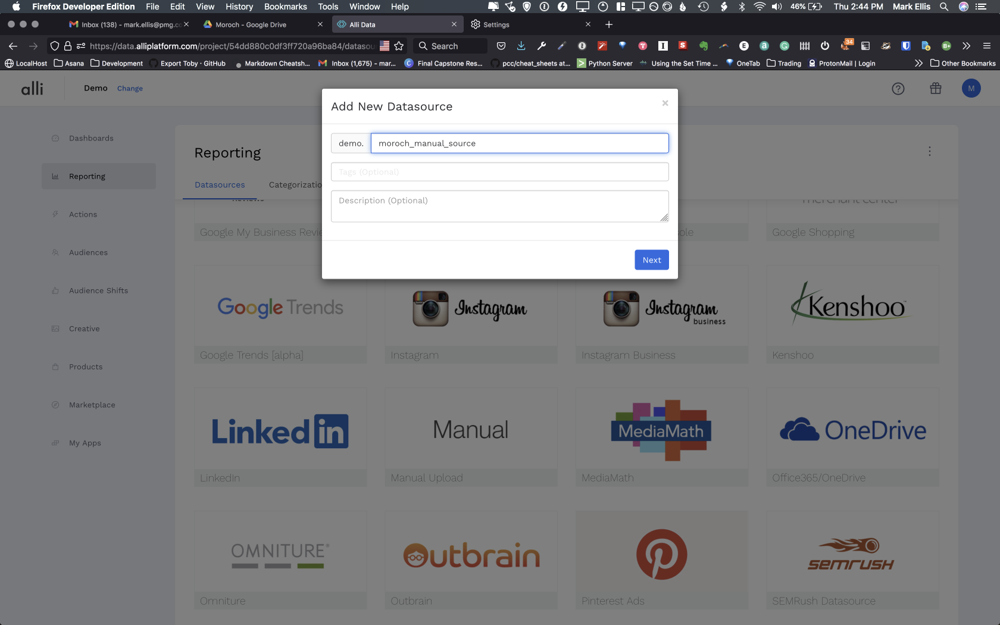 Firefox Developer Edition File Edit View History Bookmarks Tools Window Help 46% Thu 2:44 PM Mark Ellis
Inbox (138) - mark.ellis@pmg.co Moroch - Google Drive Alli Data Settings
https://data.alliplatform.com/project/54dd880c0df3ff720a96ba84/datasou Search 34
LocalHost Asana Development Export Toby · GitHub Markdown Cheatsh... Inbox (1,675) - mar... Final Capstone Res... pcc/cheat_sheets at... Python Server Using the Set Time ... OneTab Trading ProtonMail | Login Other Bookmarks
alli Demo Change M
Add New Datasource
demo. moroch_manual_source
Tags (Optional)
Description (Optional)
Next
Dashboards
Reporting
Actions
Audiences
Audience Shifts
Creative
Products
Marketplace
My Apps
Reporting
Datasources Categorizatio
Google My Business Revie ole Google Shopping
Google Trends Instagram Instagram business Kenshoo
Google Trends [alpha] Instagram Instagram Business Kenshoo
Linked in Manual MediaMath OneDrive
LinkedIn Manual Upload MediaMath Office365/OneDrive
OMNITURE Outbrain SEMRUSH
Omniture Outbrain Pinterest Ads SEMRush Datasource